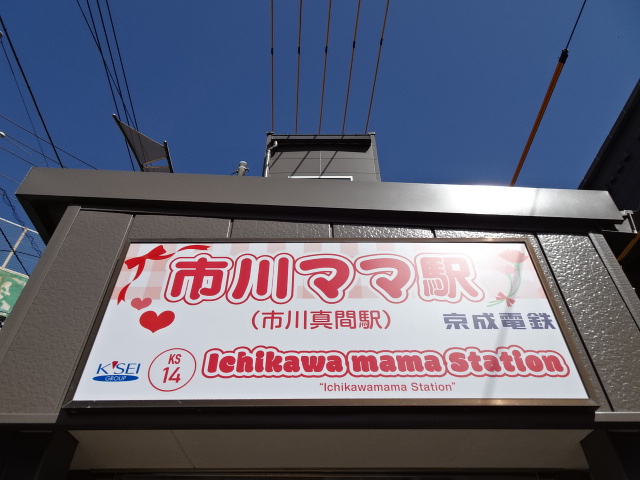 市川ママ駅
(市川真間駅)
京成電鉄
K'SEI
GROUP
KS
14
Ichikawa mama Station
"Ichikawamama Station"